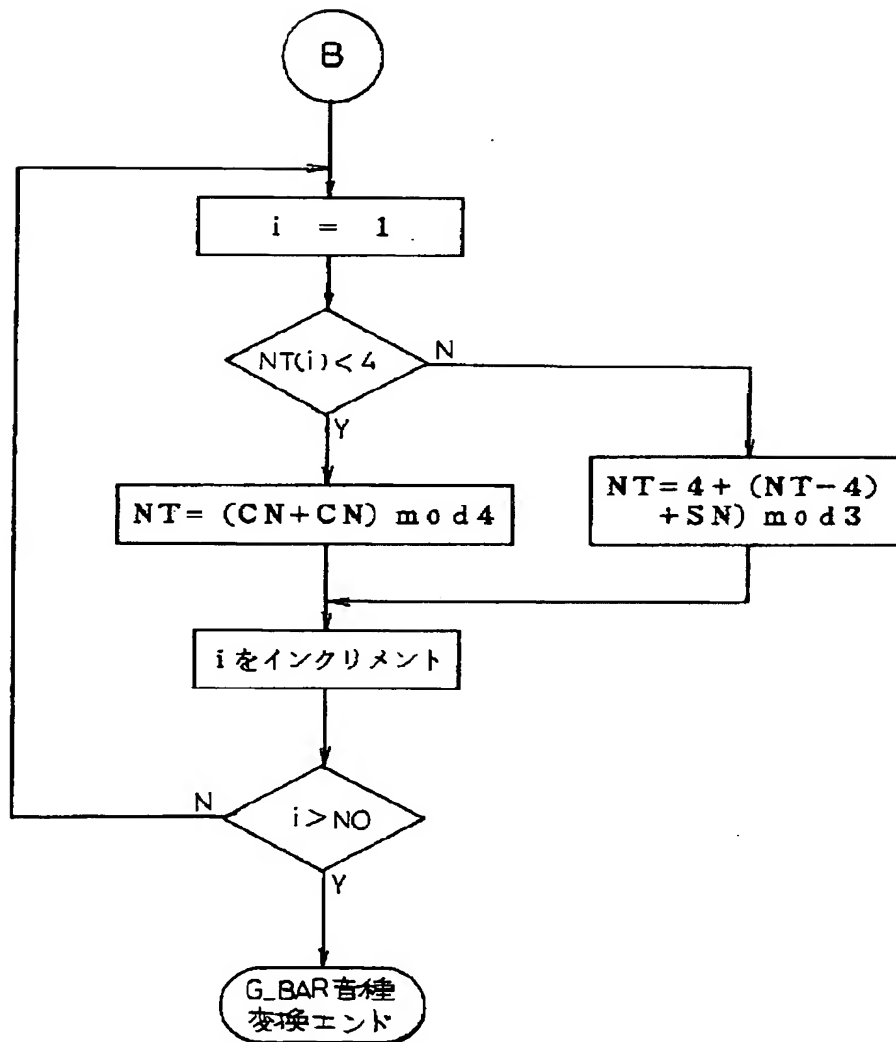 B
i = 1
NT(i)<4
N
Y
NT=(CN+CN) mod4
NT=4+(NT-4)
+SN) mod3
iをインクリメント
N
i>NO
Y
G_BAR音種
変換エンド